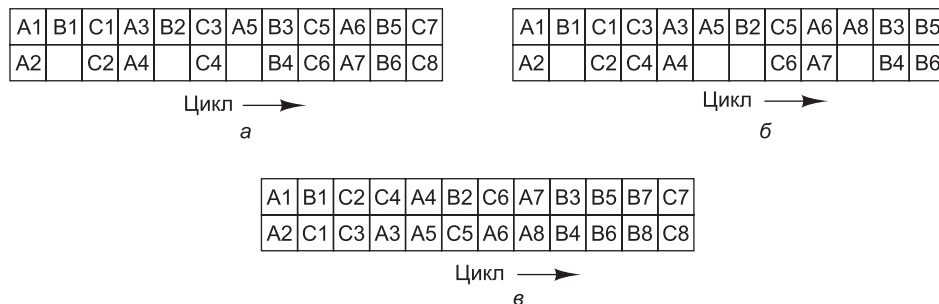 A1 B1 C1 A3 B2 C3 A5 B3 C5 A6 B5 C7
A2 C2 A4 C4 B4 C6 A7 B6 C8
Цикл
а
A1 B1 C1 C3 A3 A5 B2 C5 A6 A8 B3 B5
A2 C2 C4 A4 C6 A7 B4 B6
Цикл
б
A1 B1 C2 C4 A4 B2 C6 A7 B3 B5 B7 C7
A2 C1 C3 A3 A5 C5 A6 A8 B4 B6 B8 C8
Цикл
в